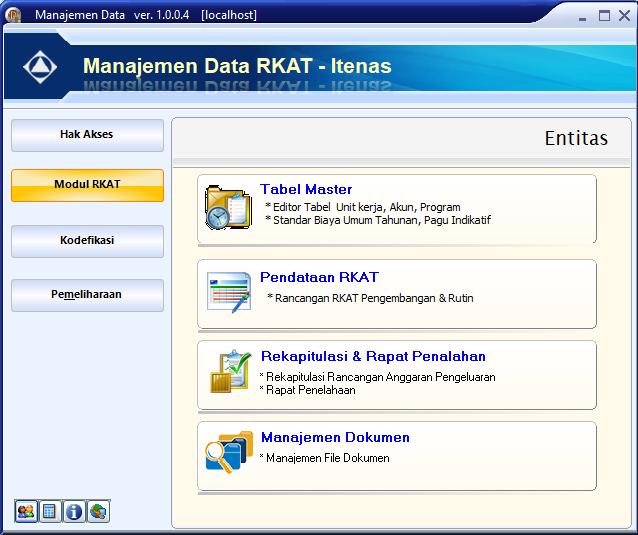 Manajemen Data ver. 1.0.0.4 [localhost]
Manajemen Data RKAT - Itenas
Hak Akses
Modul RKAT
Kodefikasi
Pemeliharaan
Entitas
Tabel Master
* Editor Tabel Unit kerja, Akun, Program
* Standar Biaya Umum Tahunan, Pagu Indikatif
Pendataan RKAT
* Rancangan RKAT Pengembangan & Rutin
Rekapitulasi & Rapat Penalahan
* Rekapitulasi Rancangan Anggaran Pengeluaran
* Rapat Penelahaan
Manajemen Dokumen
* Manajemen File Dokumen